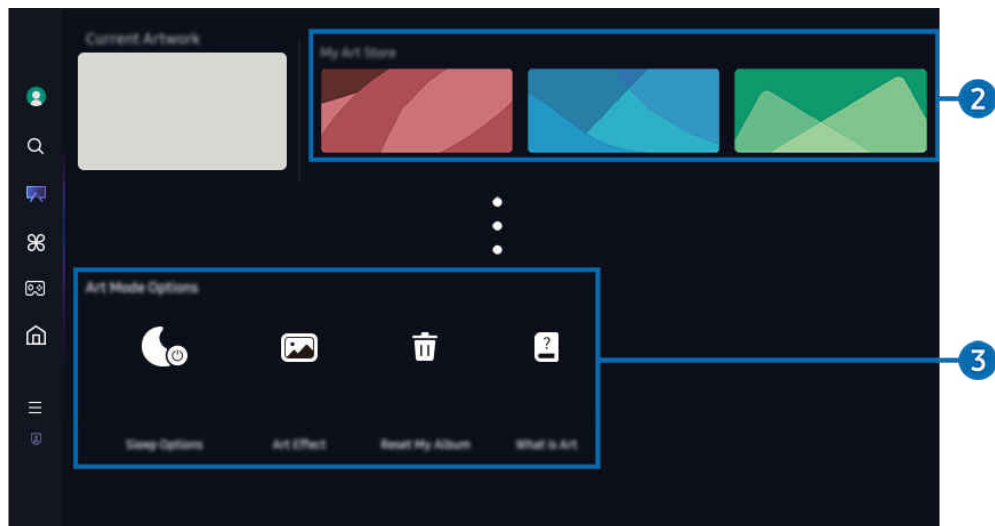 Current Artwork
My Art Store
2
Art Mode Options
?
3
Sleep Options
Art Effect
Reset My Album
What is Art